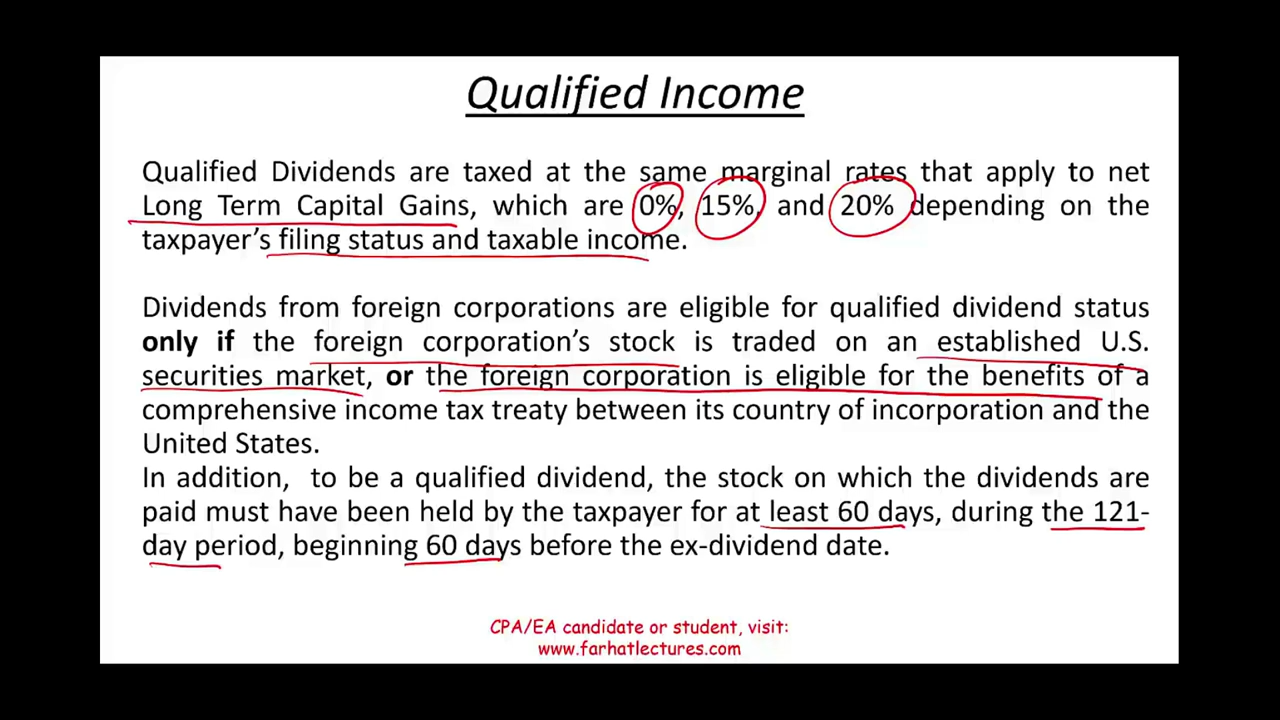 Qualified Income
Qualified Dividends are taxed at the same marginal rates that apply to net
Long Term Capital Gains, which are 0%, 15%, and 20% depending on the
taxpayer's filing status and taxable income.
Dividends from foreign corporations are eligible for qualified dividend status
only if the foreign corporation's stock is traded on an established U.S.
securities market, or the foreign corporation is eligible for the benefits of a
comprehensive income tax treaty between its country of incorporation and the
United States.
In addition, to be a qualified dividend, the stock on which the dividends are
paid must have been held by the taxpayer for at least 60 days, during the 121-
day period, beginning 60 days before the ex-dividend date.
CPA/EA candidate or student, visit:
www.farhatlectures.com